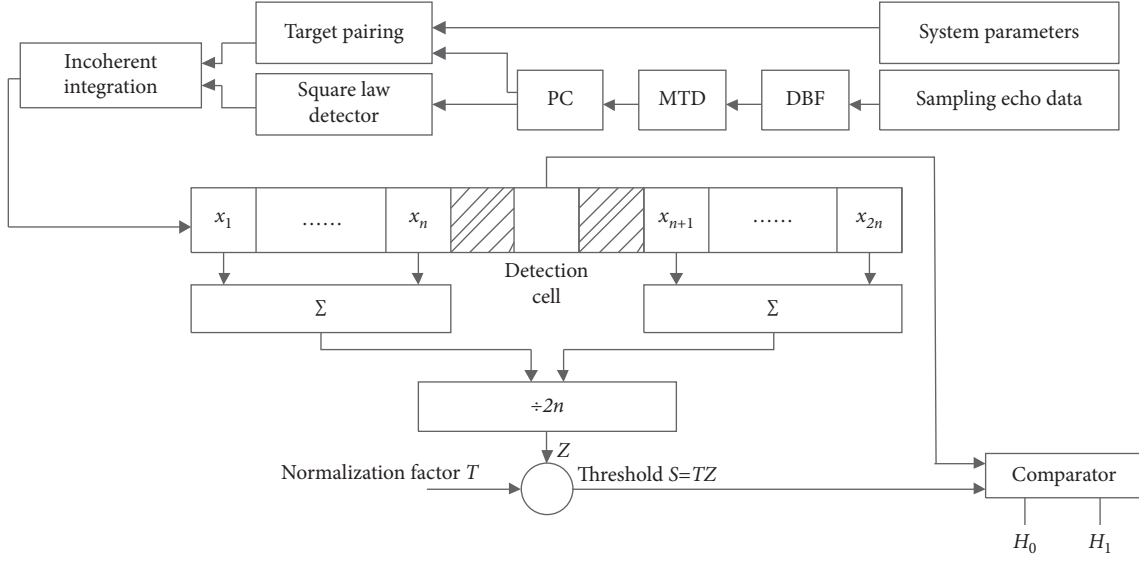 Target pairing
System parameters
Incoherent
integration
Square law
detector
PC
MTD
DBF
Sampling echo data
x₁
......
xₙ
xₙ₊₁
......
x₂ₙ
Detection
cell
Σ
Σ
÷2n
Z
Normalization factor T
Threshold S=TZ
Comparator
H₀
H₁